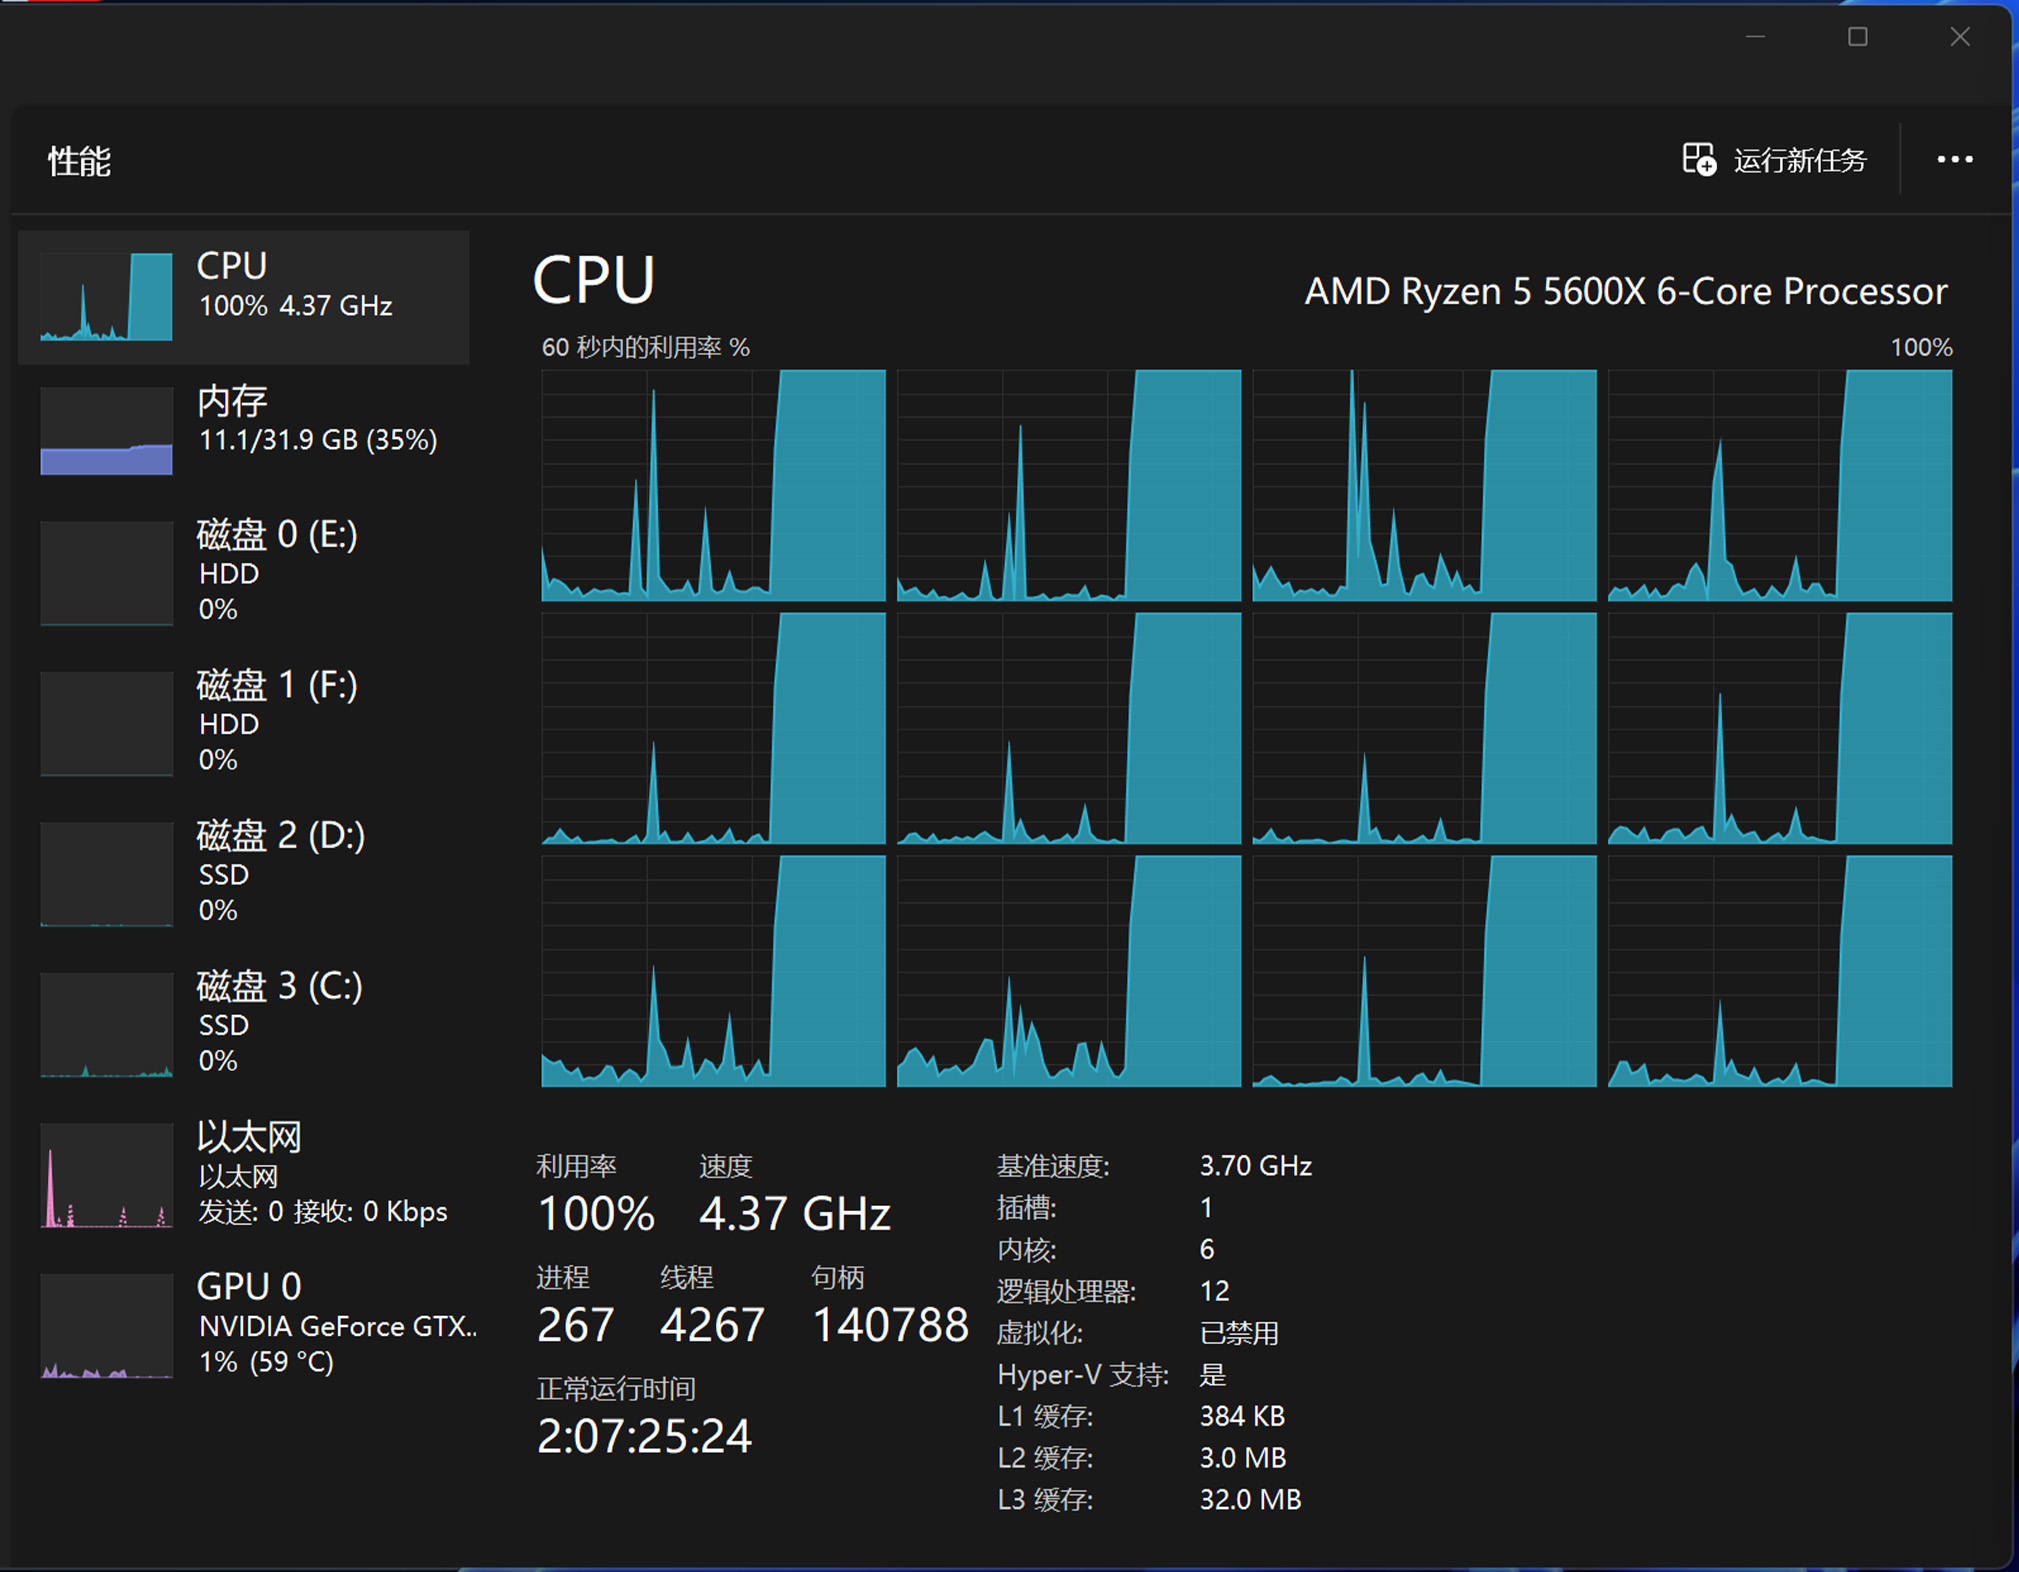 性能
运行新任务
CPU
100% 4.37 GHz
内存
11.1/31.9 GB (35%)
磁盘 0 (E:)
HDD
0%
磁盘 1 (F:)
HDD
0%
磁盘 2 (D:)
SSD
0%
磁盘 3 (C:)
SSD
0%
以太网
以太网
发送: 0 接收: 0 Kbps
GPU 0
NVIDIA GeForce GTX..
1% (59 °C)
CPU
AMD Ryzen 5 5600X 6-Core Processor
60 秒内的利用率 %
100%
利用率
速度
100%
4.37 GHz
进程
线程
句柄
267
4267
140788
正常运行时间
2:07:25:24
基准速度: 3.70 GHz
插槽: 1
内核: 6
逻辑处理器: 12
虚拟化: 已禁用
Hyper-V 支持: 是
L1 缓存: 384 KB
L2 缓存: 3.0 MB
L3 缓存: 32.0 MB